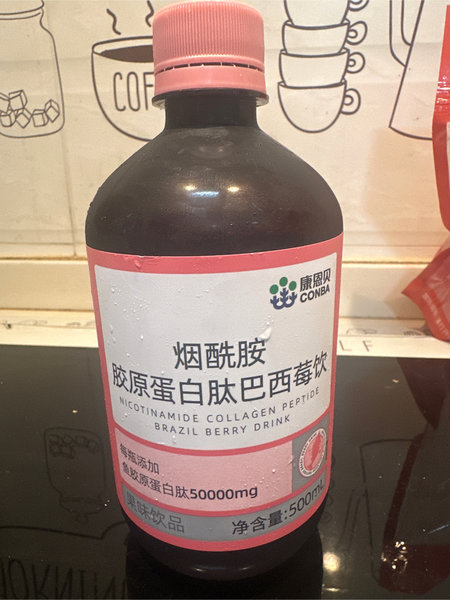 COF
康恩贝
CONBA
烟酰胺
胶原蛋白肽巴西莓饮
NICOTINAMIDE COLLAGEN PEPTIDE
BRAZIL BERRY DRINK
每瓶添加
鱼胶原蛋白肽50000mg
果味饮品
净含量:500mL